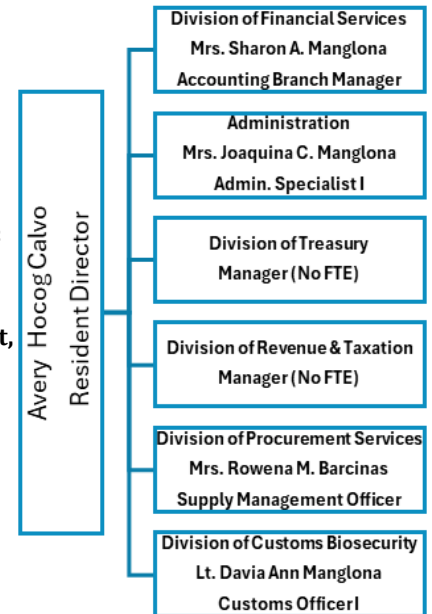 Avery Hocog Calvo
Resident Director
t,
Division of Financial Services
Mrs. Sharon A. Manglona
Accounting Branch Manager
Administration
Mrs. Joaquina C. Manglona
Admin. Specialist I
Division of Treasury
Manager (No FTE)
Division of Revenue & Taxation
Manager (No FTE)
Division of Procurement Services
Mrs. Rowena M. Barcinas
Supply Management Officer
Division of Customs Biosecurity
Lt. Davia Ann Manglona
Customs Officer I